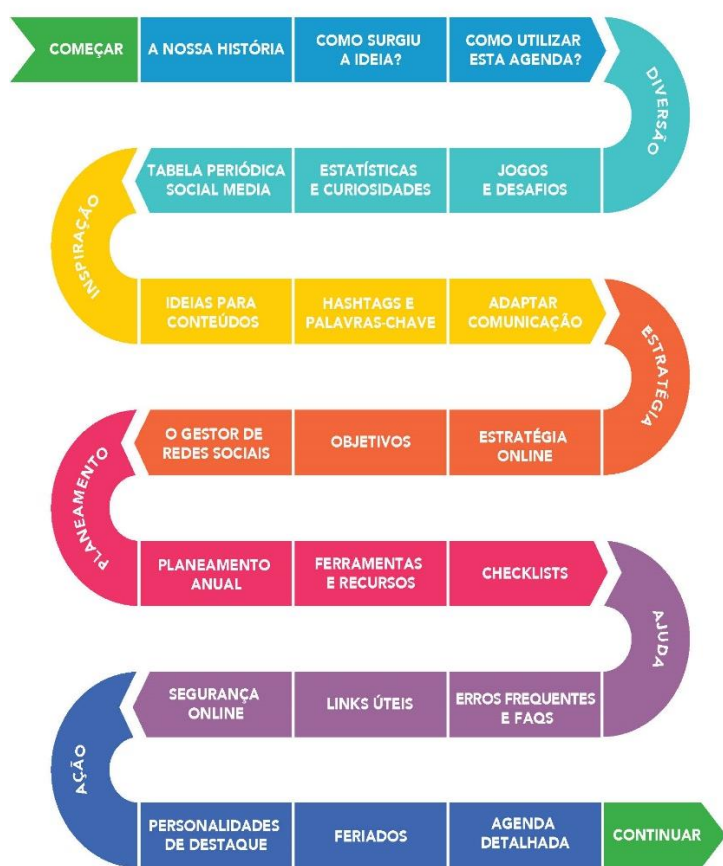 COMEÇAR
A NOSSA HISTÓRIA
COMO SURGIU
A IDEIA?
COMO UTILIZAR
ESTA AGENDA?
DIVERSÃO
JOGOS
E DESAFIOS
ESTATÍSTICAS
E CURIOSIDADES
TABELA PERIÓDICA
SOCIAL MEDIA
INSPIRAÇÃO
IDEIAS PARA
CONTEÚDOS
HASHTAGS E
PALAVRAS-CHAVE
ADAPTAR
COMUNICAÇÃO
ESTRATÉGIA
ESTRATÉGIA
ONLINE
OBJETIVOS
O GESTOR DE
REDES SOCIAIS
PLANEAMENTO
PLANEAMENTO
ANUAL
FERRAMENTAS
E RECURSOS
CHECKLISTS
AJUDA
ERROS FREQUENTES
E FAQS
LINKS ÚTEIS
SEGURANÇA
ONLINE
AÇÃO
PERSONALIDADES
DE DESTAQUE
FERIADOS
AGENDA
DETALHADA
CONTINUAR